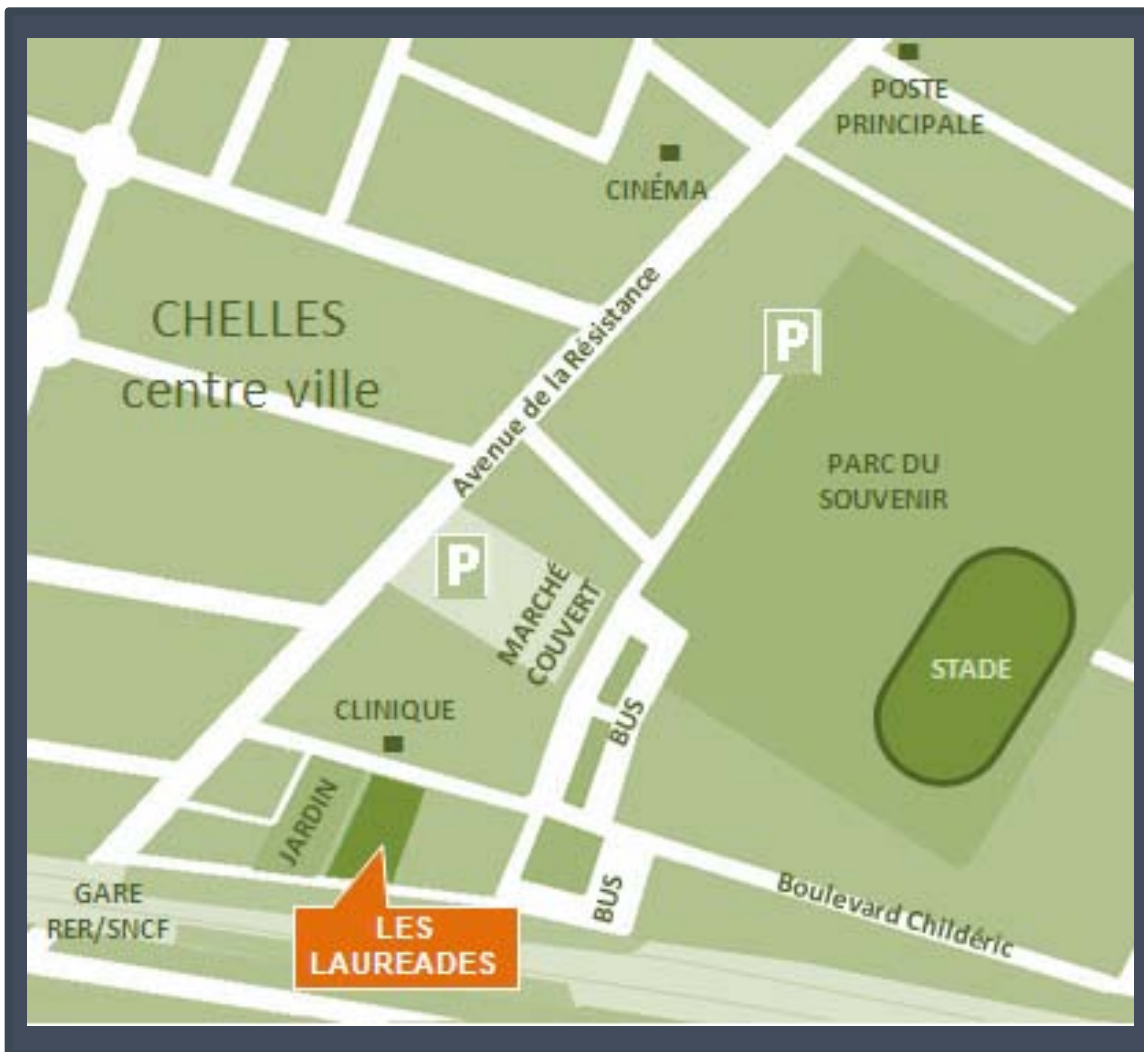 POSTE
PRINCIPALE
CINÉMA
CHELLES
centre ville
Avenue de la Résistance
P
PARC DU
SOUVENIR
P
MARCHÉ
COUVERT
STADE
CLINIQUE
BUS
JARDIN
GARE
RER/SNCF
BUS
Boulevard Childéric
LES
LAUREADES